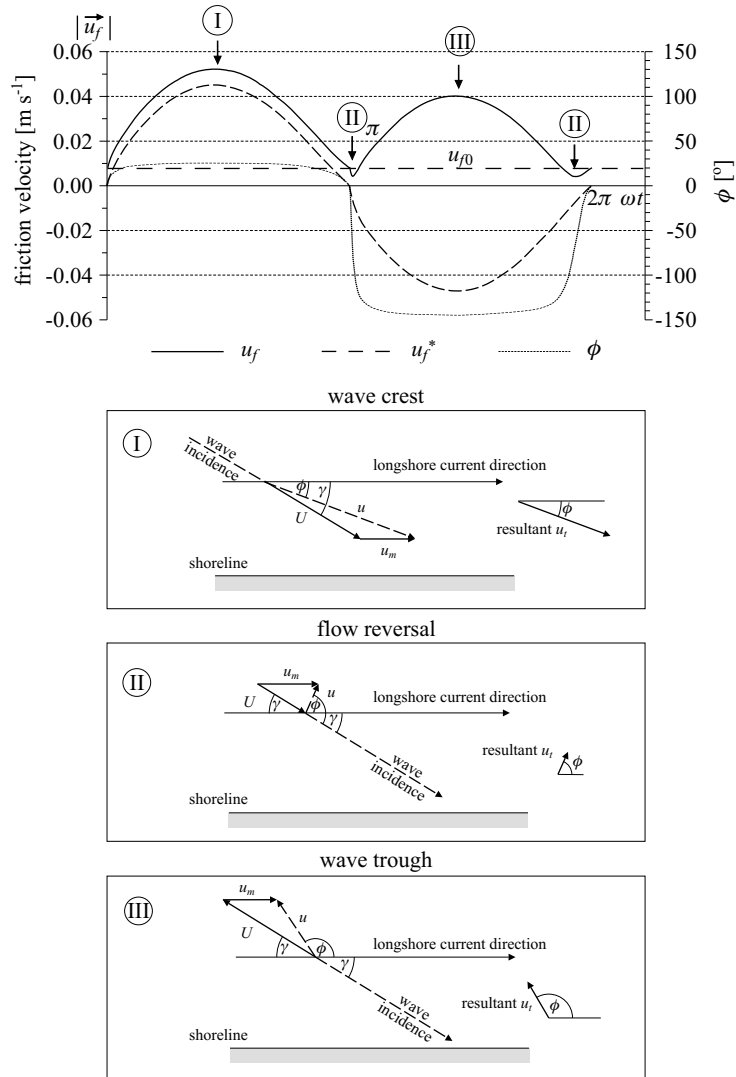 |u_f|
I
III
0.06
150
0.04
100
II
π
II
0.02
50
u_f0
0.00
0
2π ωt
-0.02
-50
-0.04
-100
-0.06
-150
friction velocity [m s⁻¹]
ϕ [º]
u_f
u_f*
ϕ
wave crest
I
wave
incidence
longshore current direction
ϕ
γ
u
U
u_m
ϕ
resultant u_t
shoreline
flow reversal
II
u_m
u
U
γ
ϕ
γ
longshore current direction
wave
incidence
resultant u_t
ϕ
shoreline
wave trough
III
u_m
u
U
γ
ϕ
γ
longshore current direction
wave
incidence
resultant u_t
ϕ
shoreline